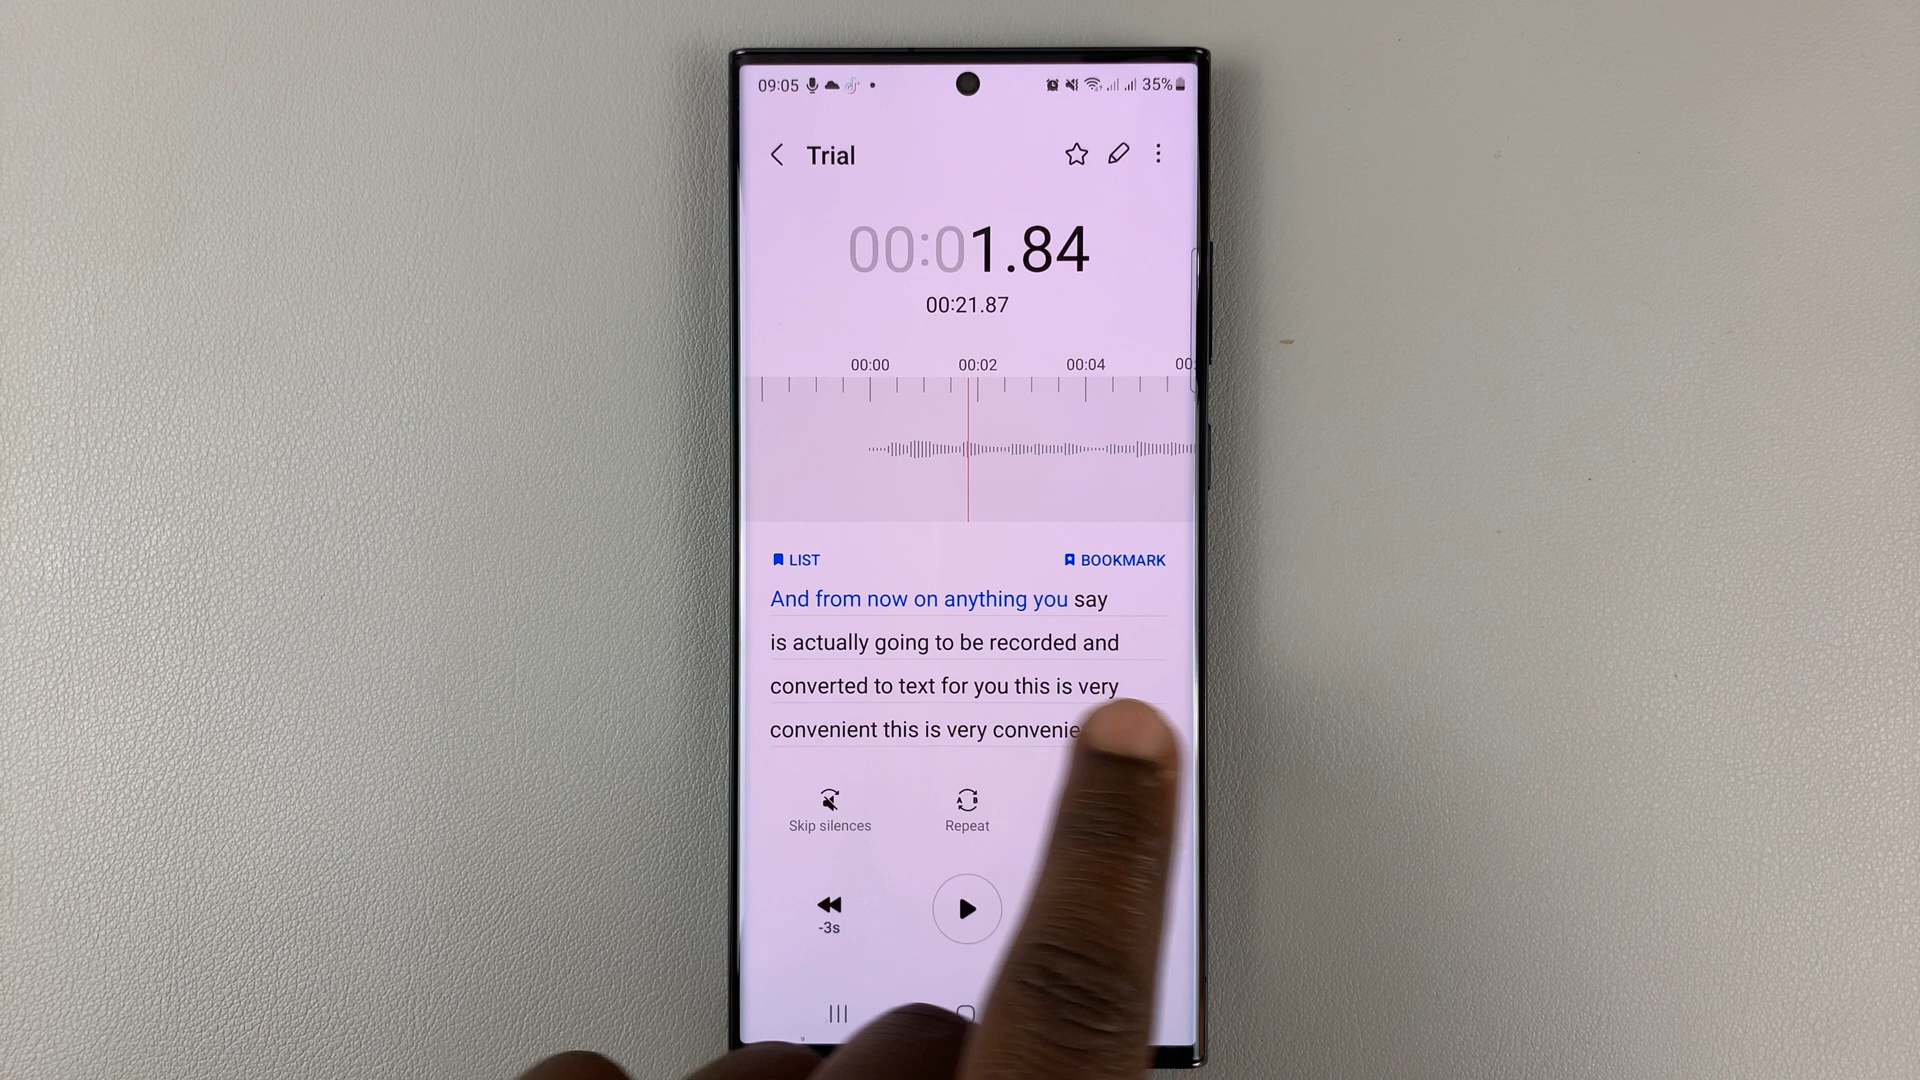 09:05 35%
Trial
00:01.84
00:21.87
00:00 00:02 00:04
LIST BOOKMARK
And from now on anything you say
is actually going to be recorded and
converted to text for you this is very
convenient this is very
Skip silences Repeat
-3s